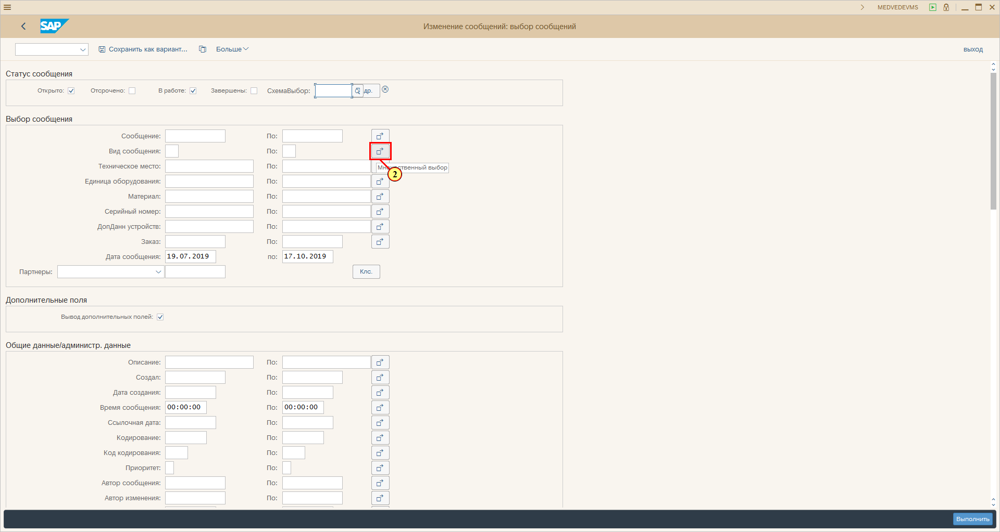 MEDVEDEVMS
SAP
Изменение сообщений: выбор сообщений
Сохранить как вариант...
Больше
выход
Статус сообщения
Открыто:
Отсрочено:
В работе:
Завершены:
СхемаВыбор:
др.
Выбор сообщения
Сообщение:
По:
Вид сообщения:
По:
Техническое место:
По:
Множественный выбор
2
Единица оборудования:
По:
Материал:
По:
Серийный номер:
По:
ДопДанн устройств:
По:
Заказ:
По:
Дата сообщения:
19.07.2019
по:
17.10.2019
Партнеры:
Клс.
Дополнительные поля
Вывод дополнительных полей:
Общие данные/администр. данные
Описание:
По:
Создал:
По:
Дата создания:
По:
Время сообщения:
00:00:00
По:
00:00:00
Ссылочная дата:
По:
Кодирование:
По:
Код кодирования:
По:
Приоритет:
По:
Автор сообщения:
По:
Автор изменения:
По:
Выполнить